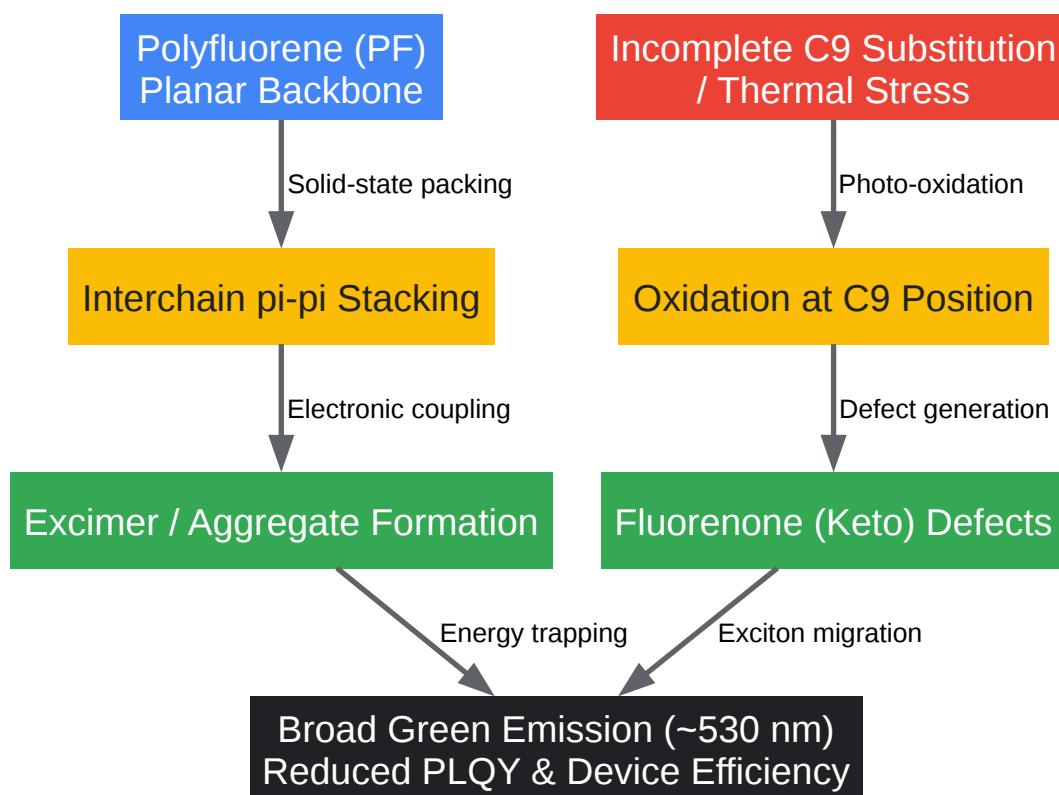 Polyfluorene (PF)
Planar Backbone
Incomplete C9 Substitution
/ Thermal Stress
Solid-state packing
Photo-oxidation
Interchain pi-pi Stacking
Oxidation at C9 Position
Electronic coupling
Defect generation
Excimer / Aggregate Formation
Fluorenone (Keto) Defects
Energy trapping
Exciton migration
Broad Green Emission (~530 nm)
Reduced PLQY & Device Efficiency